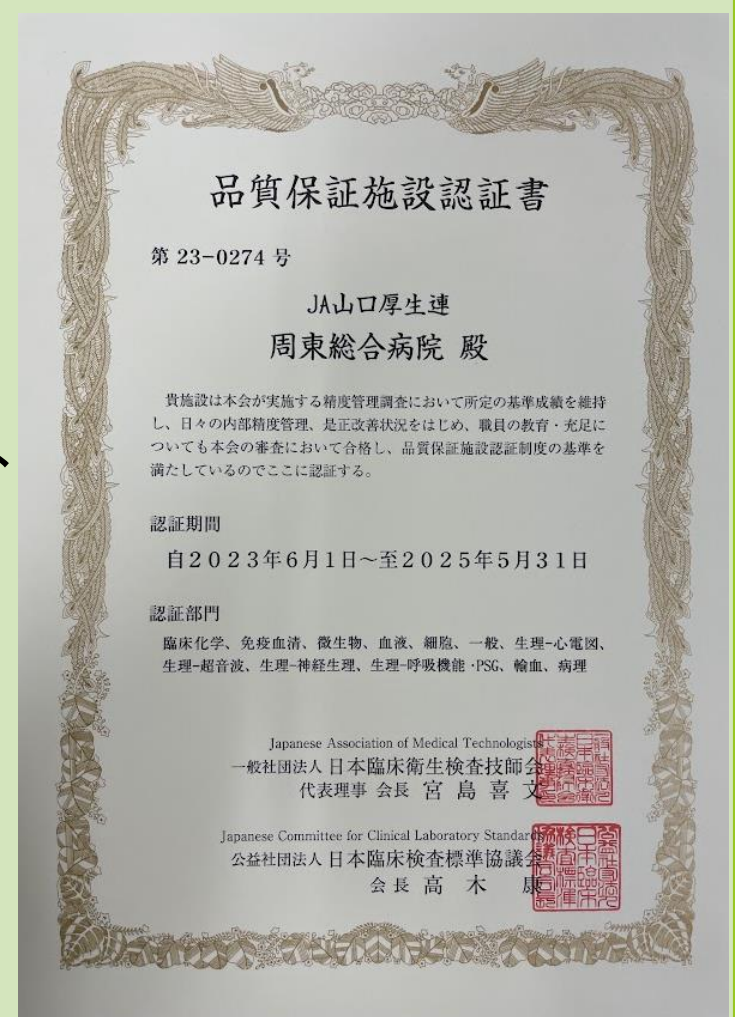 品質保証施設認証書
第 23-0274 号
JA山口厚生連
周東総合病院 殿
貴施設は本会が実施する精度管理調査において所定の基準成績を維持
し、日々の内部精度管理、是正改善状況をはじめ、職員の教育・充足に
ついても本会の審査において合格し、品質保証施設認証制度の基準を
満たしているのでここに認証する。
認証期間
自2023年6月1日～至2025年5月31日
認証部門
臨床化学、免疫血清、微生物、血液、細胞、一般、生理-心電図、
生理-超音波、生理-神経生理、生理-呼吸機能・PSG、輸血、病理
Japanese Association of Medical Technologists
一般社団法人 日本臨床衛生検査技師会
代表理事 会長 宮 島 喜 文
Japanese Committee for Clinical Laboratory Standards
公益社団法人 日本臨床検査標準協議会
会長 高 木 康